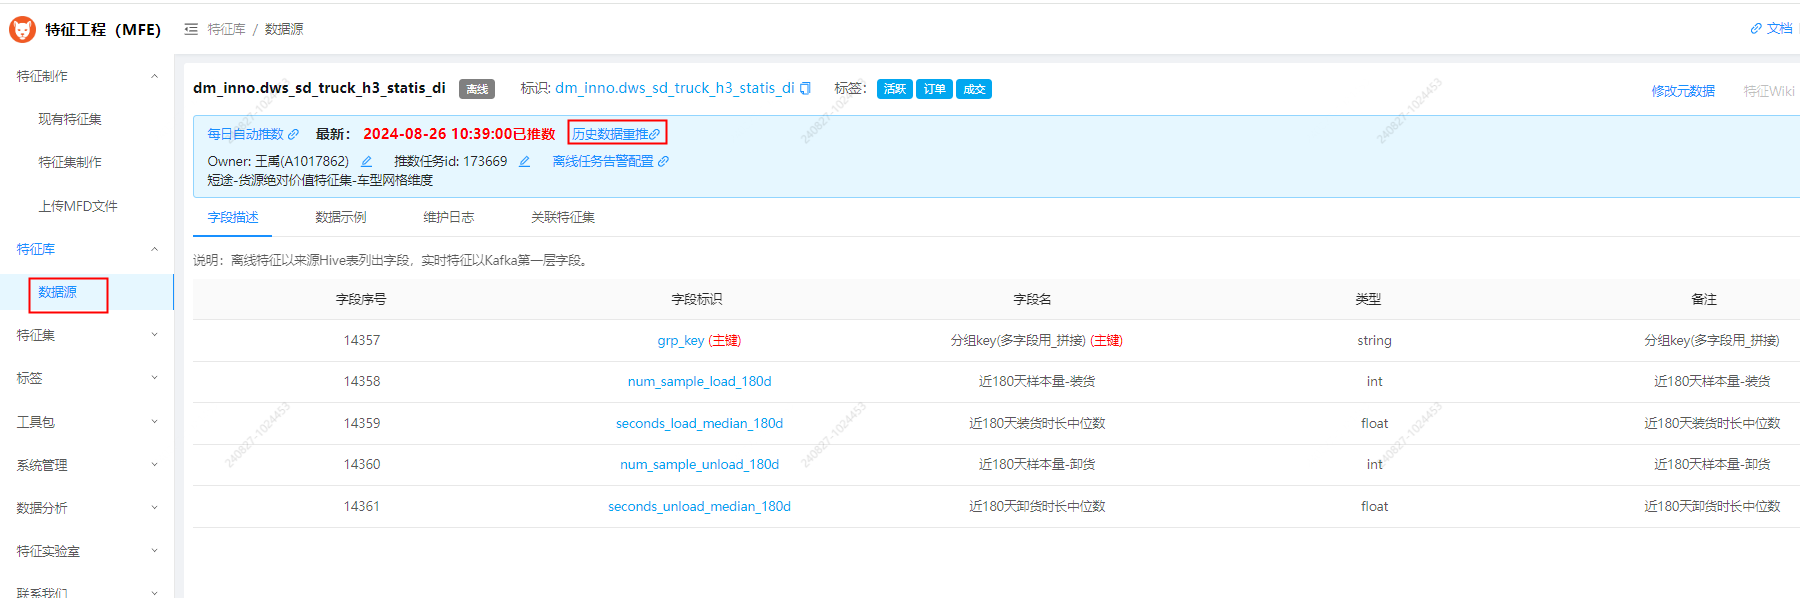 特征工程（MFE)
特征库 / 数据源
文档
特征制作
现有特征集
特征集制作
上传MFD文件
特征库
数据源
特征集
标签
工具包
系统管理
数据分析
特征实验室
联系我们
dm_inno.dws_sd_truck_h3_statis_di 离线 标识: dm_inno.dws_sd_truck_h3_statis_di 标签： 活跃 订单 成交
修改元数据 特征Wiki
每日自动推数 最新： 2024-08-26 10:39:00已推数 历史数据重推
Owner: 王禹(A1017862) 推数任务id: 173669 离线任务告警配置
短途-货源绝对价值特征集-车型网格维度
字段描述 数据示例 维护日志 关联特征集
说明：离线特征以来源Hive表列出字段，实时特征以Kafka第一层字段。
字段序号 字段标识 字段名 类型 备注
14357 grp_key (主键) 分组key(多字段用_拼接) (主键) string 分组key(多字段用_拼接)
14358 num_sample_load_180d 近180天样本量-装货 int 近180天样本量-装货
14359 seconds_load_median_180d 近180天装货时长中位数 float 近180天装货时长中位数
14360 num_sample_unload_180d 近180天样本量-卸货 int 近180天样本量-卸货
14361 seconds_unload_median_180d 近180天卸货时长中位数 float 近180天卸货时长中位数
240827-1024453
240827-1024453
240827-1024453
240827-1024453
240827-1024453
240827-1024453